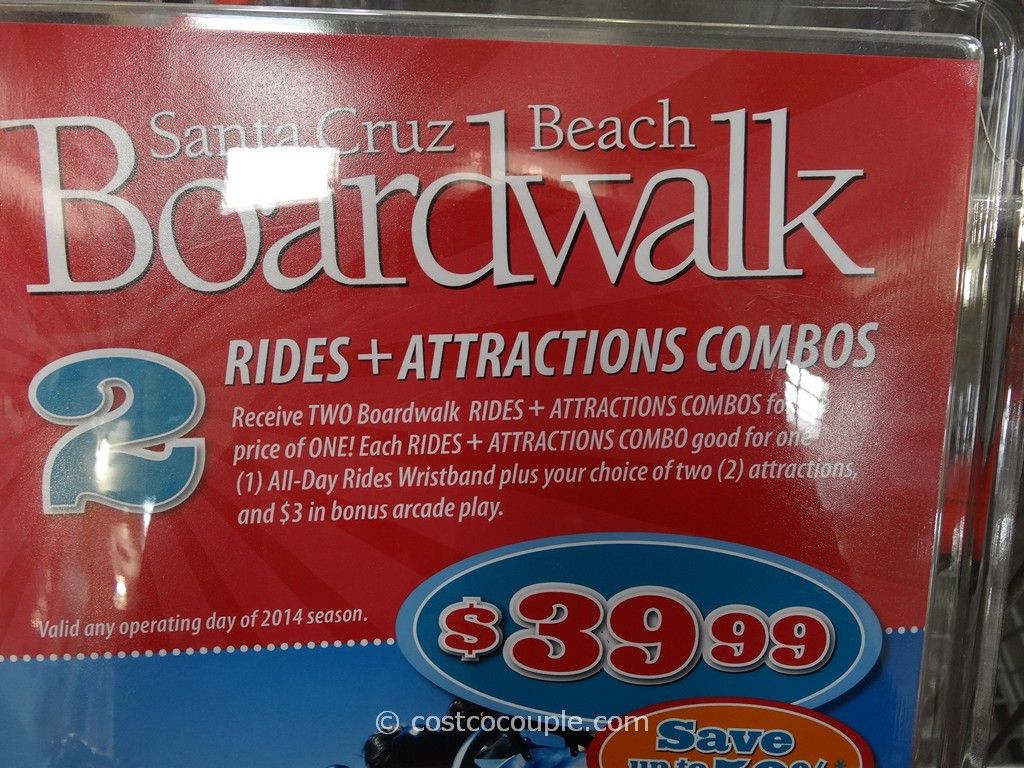 Santa Cruz Beach
Boardwalk
2
RIDES + ATTRACTIONS COMBOS
Receive TWO Boardwalk RIDES + ATTRACTIONS COMBOS for
price of ONE! Each RIDES + ATTRACTIONS COMBO good for one
(1) All-Day Rides Wristband plus your choice of two (2) attractions,
and $3 in bonus arcade play.
Valid any operating day of 2014 season.
$39.99
© costcocouple.com
Save
up to